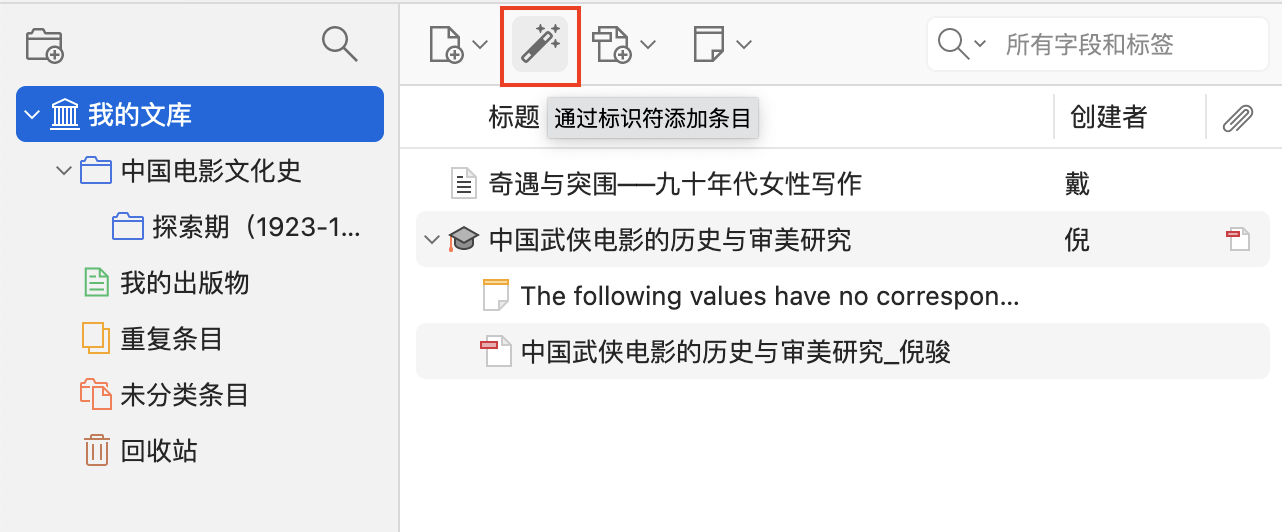 所有字段和标签
标题
通过标识符添加条目
创建者
我的文库
中国电影文化史
探索期（1923-1...
我的出版物
重复条目
未分类条目
回收站
奇遇与突围——九十年代女性写作
戴
中国武侠电影的历史与审美研究
倪
The following values have no correspon...
中国武侠电影的历史与审美研究_倪骏